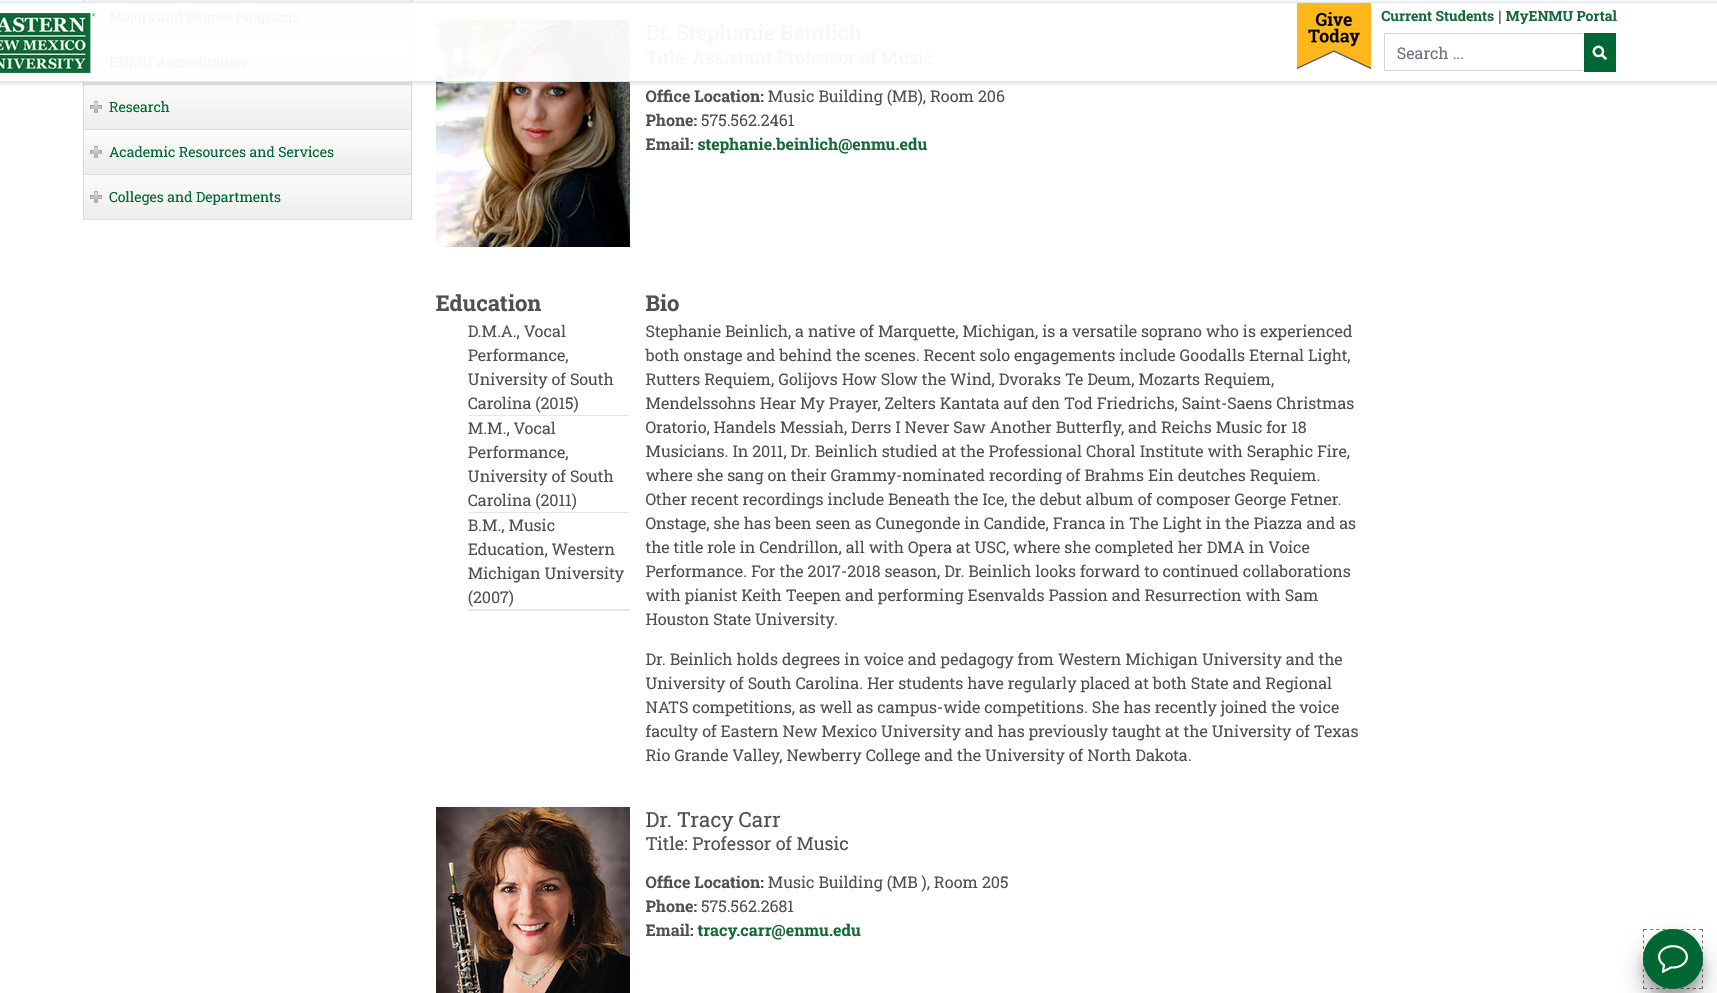 EASTERN
NEW MEXICO
UNIVERSITY
Majors and Degree Programs
ENMU Accreditation
Research
Academic Resources and Services
Colleges and Departments
Give
Today
Current Students | MyENMU Portal
Search ...
Dr. Stephanie Beinlich
Title: Assistant Professor of Music
Office Location: Music Building (MB), Room 206
Phone: 575.562.2461
Email: stephanie.beinlich@enmu.edu
Education
D.M.A., Vocal
Performance,
University of South
Carolina (2015)
M.M., Vocal
Performance,
University of South
Carolina (2011)
B.M., Music
Education, Western
Michigan University
(2007)
Bio
Stephanie Beinlich, a native of Marquette, Michigan, is a versatile soprano who is experienced
both onstage and behind the scenes. Recent solo engagements include Goodalls Eternal Light,
Rutters Requiem, Golijovs How Slow the Wind, Dvoraks Te Deum, Mozarts Requiem,
Mendelssohns Hear My Prayer, Zelters Kantata auf den Tod Friedrichs, Saint-Saens Christmas
Oratorio, Handels Messiah, Derrs I Never Saw Another Butterfly, and Reichs Music for 18
Musicians. In 2011, Dr. Beinlich studied at the Professional Choral Institute with Seraphic Fire,
where she sang on their Grammy-nominated recording of Brahms Ein deutches Requiem.
Other recent recordings include Beneath the Ice, the debut album of composer George Fetner.
Onstage, she has been seen as Cunegonde in Candide, Franca in The Light in the Piazza and as
the title role in Cendrillon, all with Opera at USC, where she completed her DMA in Voice
Performance. For the 2017-2018 season, Dr. Beinlich looks forward to continued collaborations
with pianist Keith Teepen and performing Esenvalds Passion and Resurrection with Sam
Houston State University.
Dr. Beinlich holds degrees in voice and pedagogy from Western Michigan University and the
University of South Carolina. Her students have regularly placed at both State and Regional
NATS competitions, as well as campus-wide competitions. She has recently joined the voice
faculty of Eastern New Mexico University and has previously taught at the University of Texas
Rio Grande Valley, Newberry College and the University of North Dakota.
Dr. Tracy Carr
Title: Professor of Music
Office Location: Music Building (MB ), Room 205
Phone: 575.562.2681
Email: tracy.carr@enmu.edu